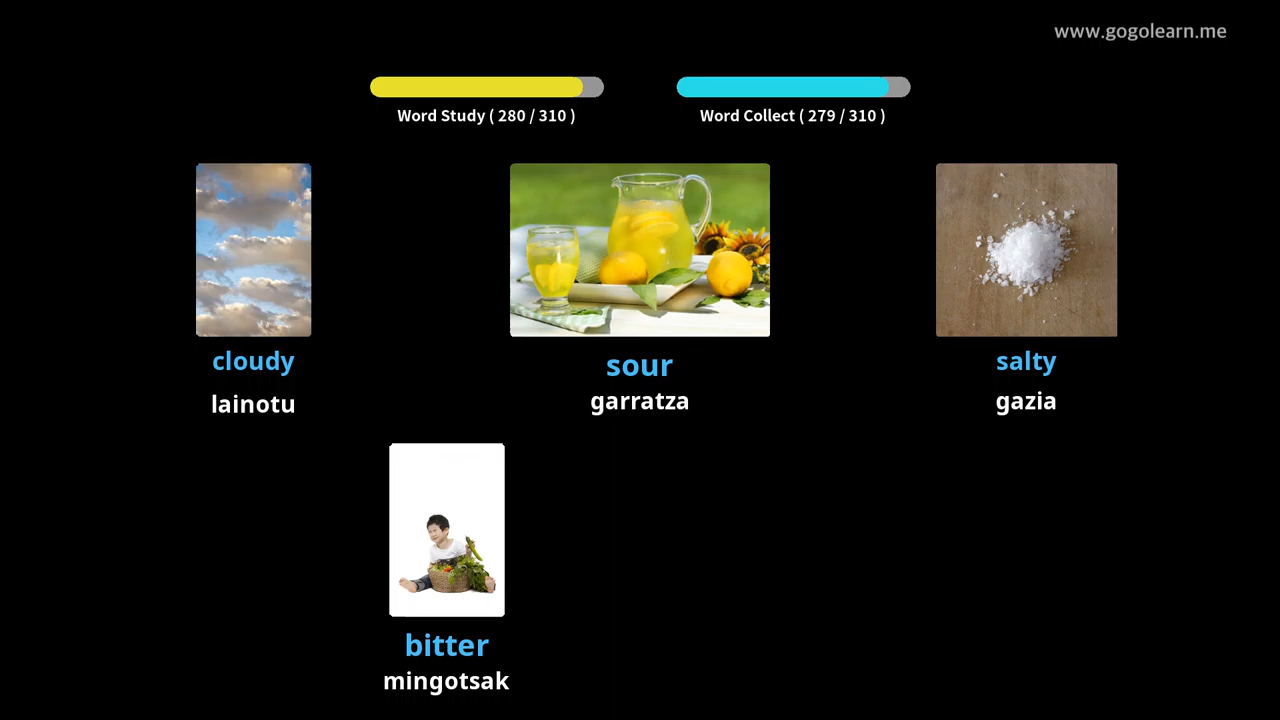 www.gogolearn.me
Word Study ( 280 / 310 )
Word Collect ( 279 / 310 )
cloudy
lainotu
sour
garratza
salty
gazia
bitter
mingotsak